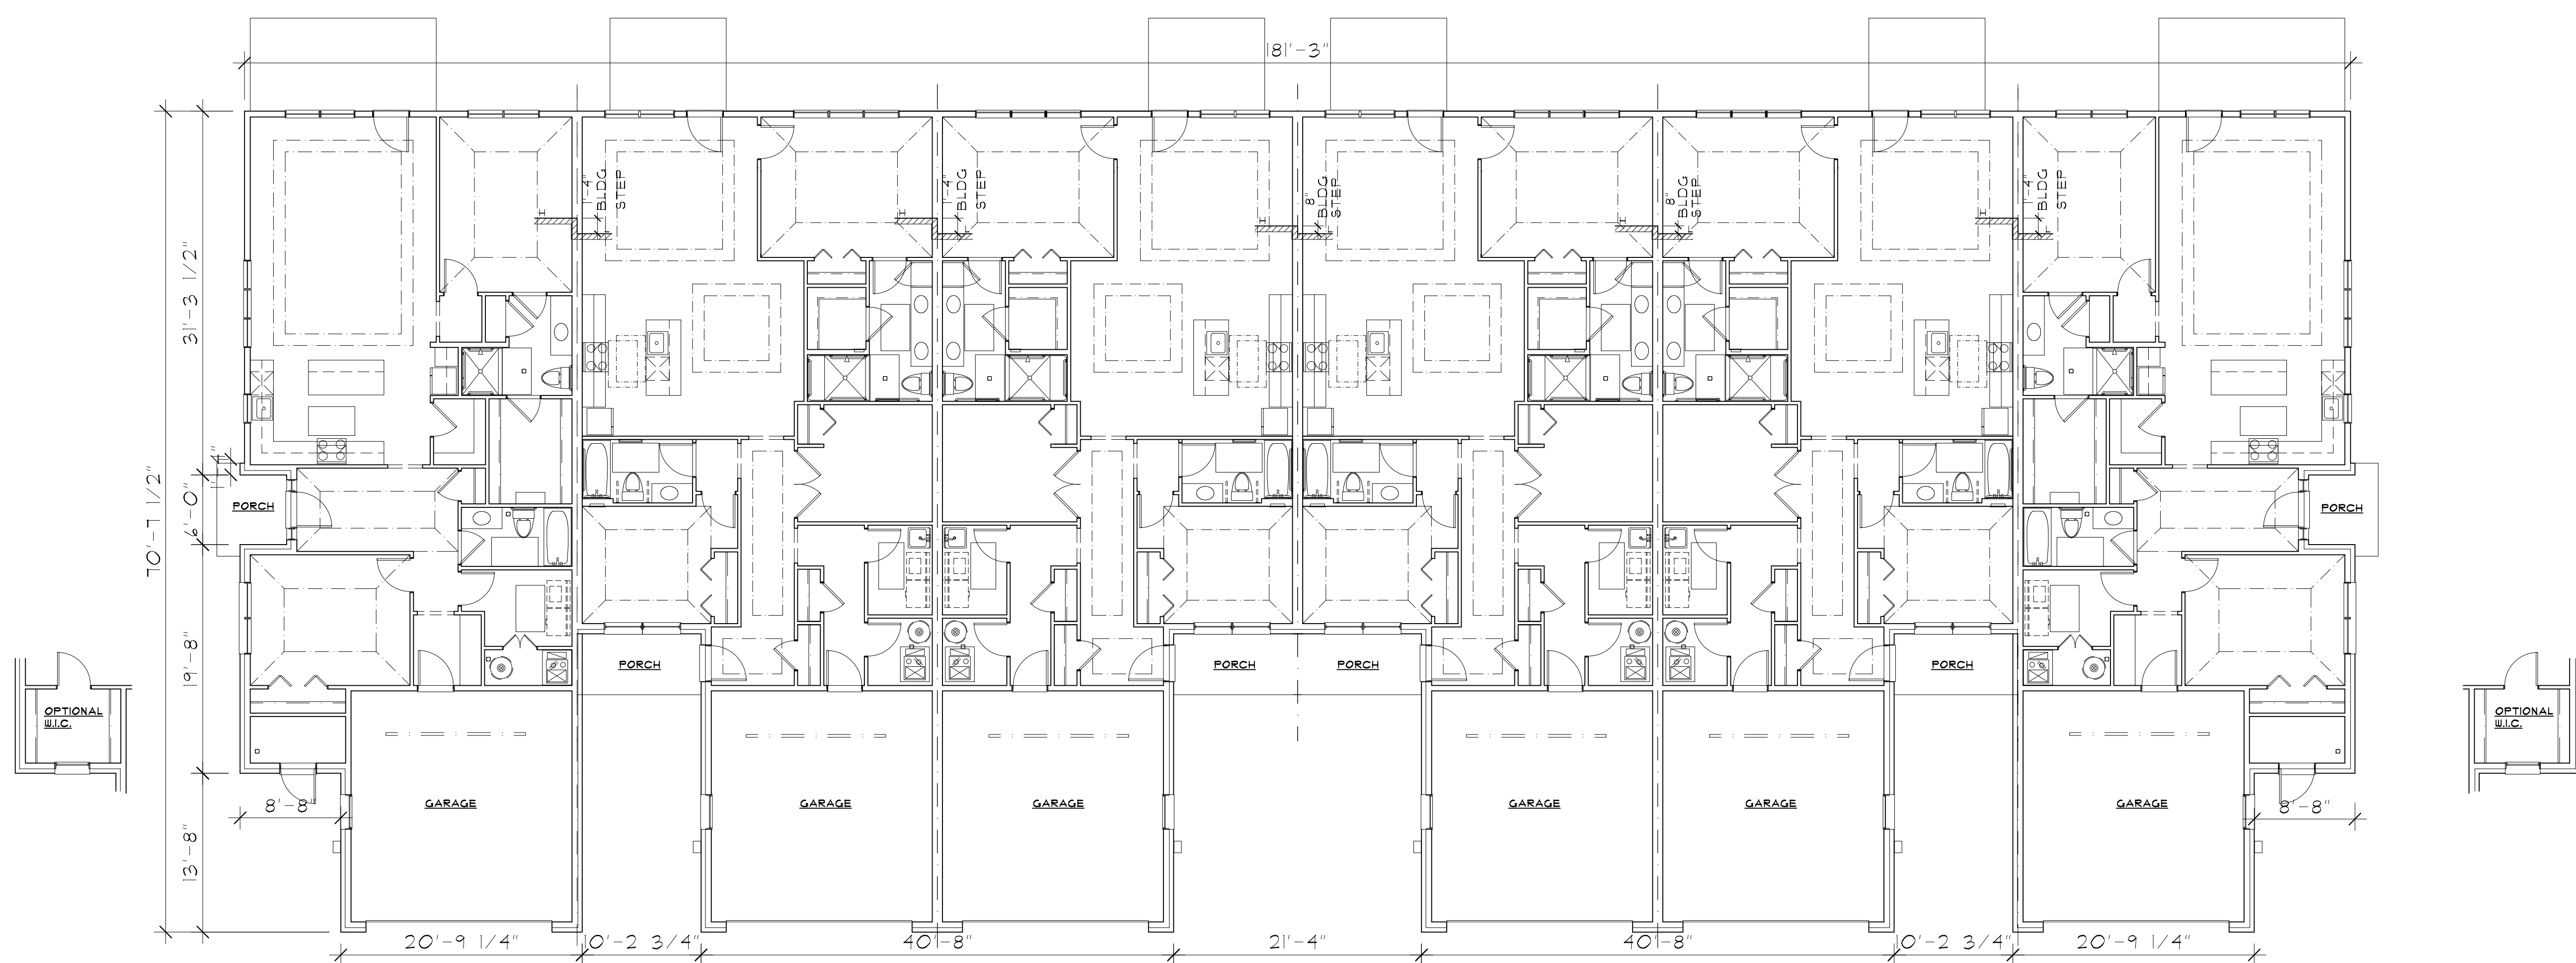 181'-3"
1'-4"
BLDG
STEP
1'-4"
BLDG
STEP
8"
BLDG
STEP
8"
BLDG
STEP
1'-4"
BLDG
STEP
H
L
H
L
H
L
H
L
H
L
31'-3 1/2"
70'-7 1/2"
6'-0"
19'-8"
13'-8"
PORCH
PORCH
PORCH
PORCH
PORCH
PORCH
OPTIONAL
W.I.C.
OPTIONAL
W.I.C.
GARAGE
GARAGE
GARAGE
GARAGE
GARAGE
GARAGE
8'-8"
8'-8"
20'-9 1/4"
10'-2 3/4"
40'-8"
21'-4"
40'-8"
10'-2 3/4"
20'-9 1/4"